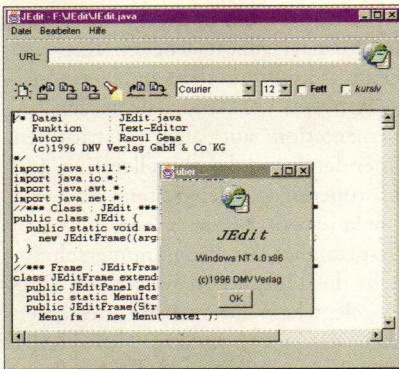 JEdit - F:\JEdit\JEdit.java
Datei Bearbeiten Hilfe
URL:
Courier 12 Fett kursiv
/* Datei : JEdit.java
Funktion : Text-Editor
Autor : Raoul Gema
(c)1996 DMV Verlag GmbH & Co KG
*/
import java.util.*;
import java.io.*;
import java.awt.*;
import java.net.*;
//*** Class : JEdit ***
public class JEdit {
public static void ma
new JEditFrame((arg
}
}
//*** Frame : JEditFram
class JEditFrame extend
public JEditPanel edi
public static MenuIte
public JEditFrame(Str
Menu fm = new Menu("Datei");
über ...
JEdit
Windows NT 4.0 x86
(c)1996 DMV Verlag
OK